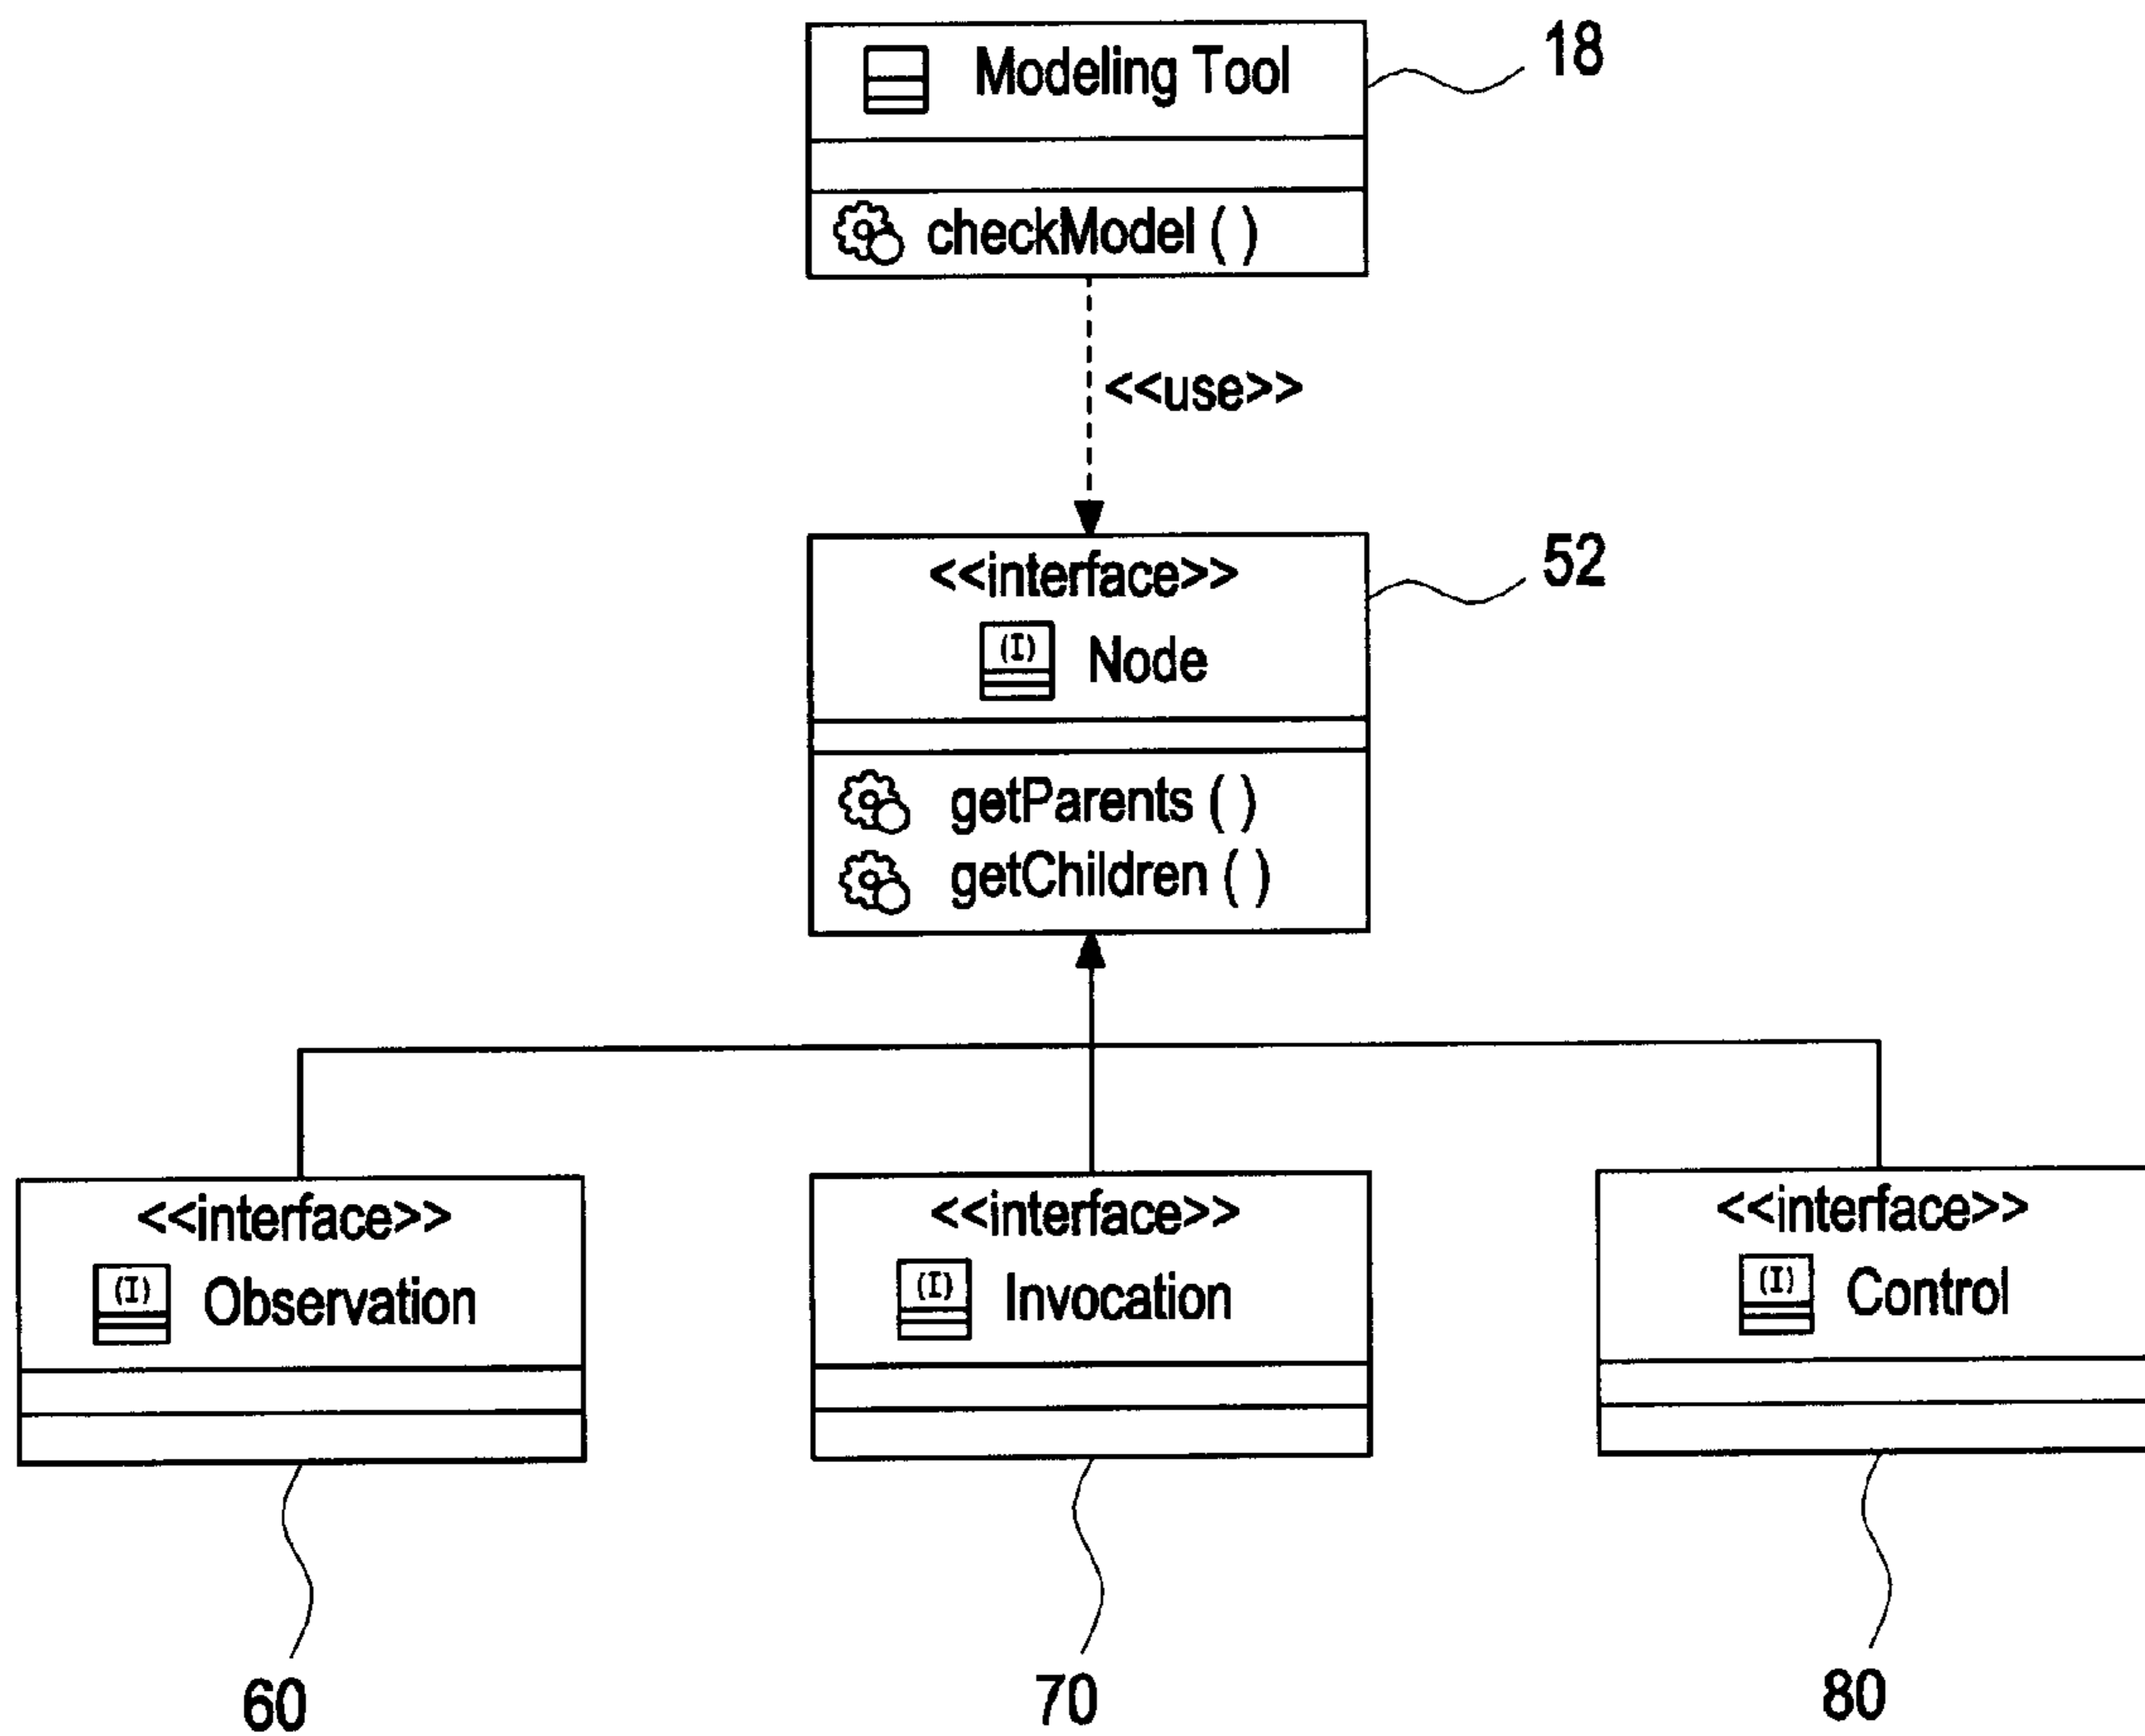 Modeling Tool
18
checkModel ( )
<<use>>
<<interface>>
52
(I) Node
getParents ( )
getChildren ( )
<<interface>>
(I) Observation
<<interface>>
(I) Invocation
<<interface>>
(I) Control
60
70
80